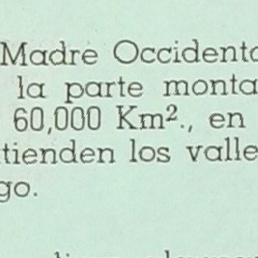 Madre Occidenta
la parte monta
60,000 Km²., en
tienden los valle
go.